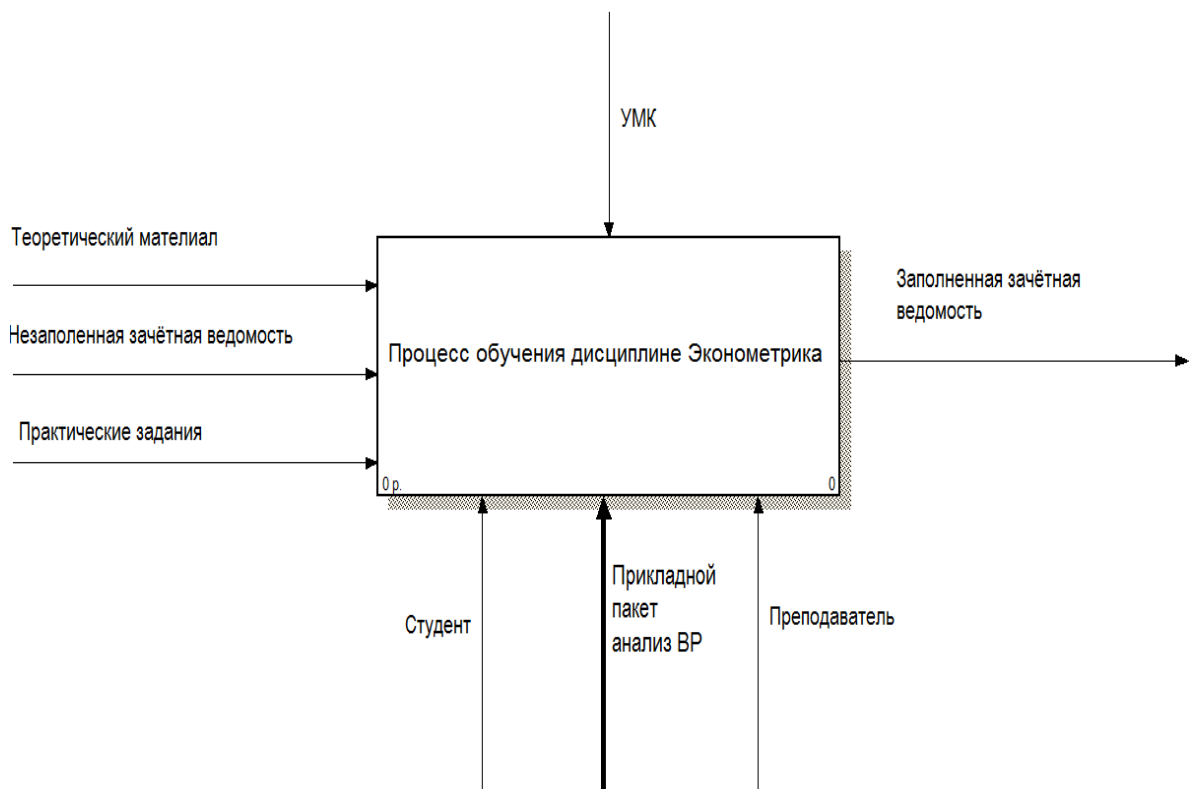 УМК
Теоретический мателиал
Незаполенная зачётная ведомость
Практические задания
Процесс обучения дисциплине Эконометрика
0 р.
0
Заполненная зачётная
ведомость
Студент
Прикладной
пакет
анализ ВР
Преподаватель